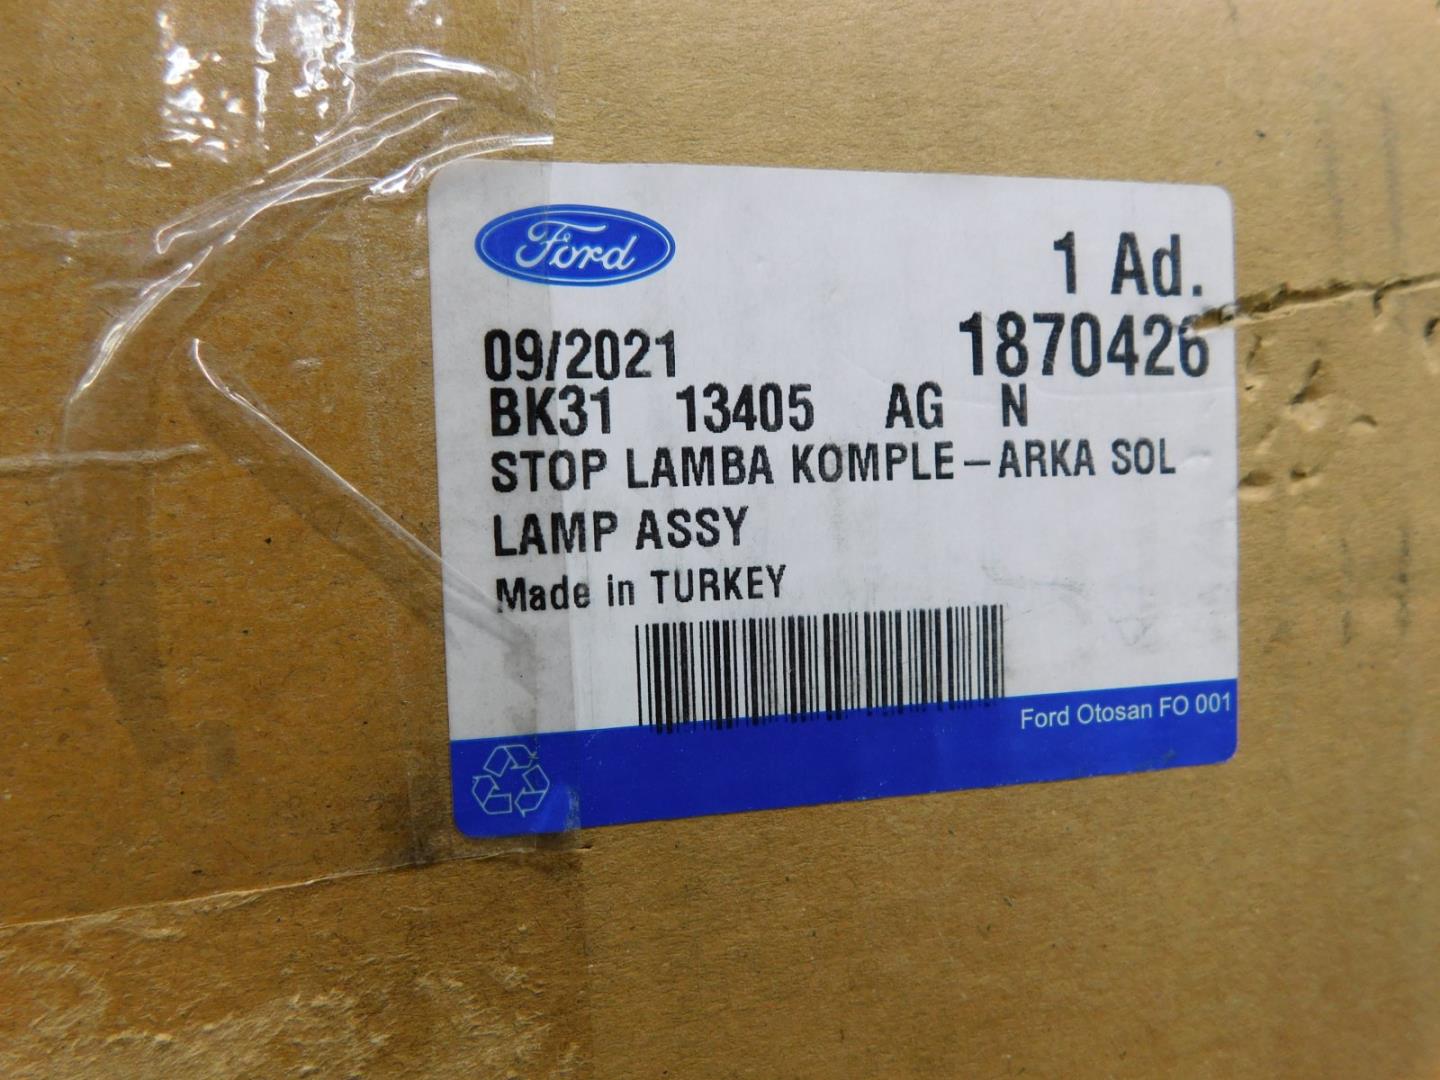 Ford
1 Ad.
09/2021 1870426
BK31 13405 AG N
STOP LAMBA KOMPLE-ARKA SOL
LAMP ASSY
Made in TURKEY
Ford Otosan FO 001